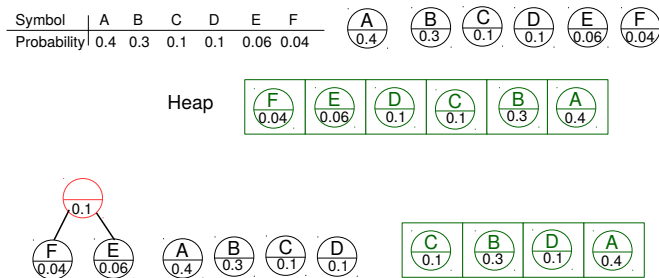 Symbol A B C D E F
Probability 0.4 0.3 0.1 0.1 0.06 0.04
A B C D E F
0.4 0.3 0.1 0.1 0.06 0.04
Heap
F E D C B A
0.04 0.06 0.1 0.1 0.3 0.4
0.1
F E A B C D
0.04 0.06 0.4 0.3 0.1 0.1
C B D A
0.1 0.3 0.1 0.4